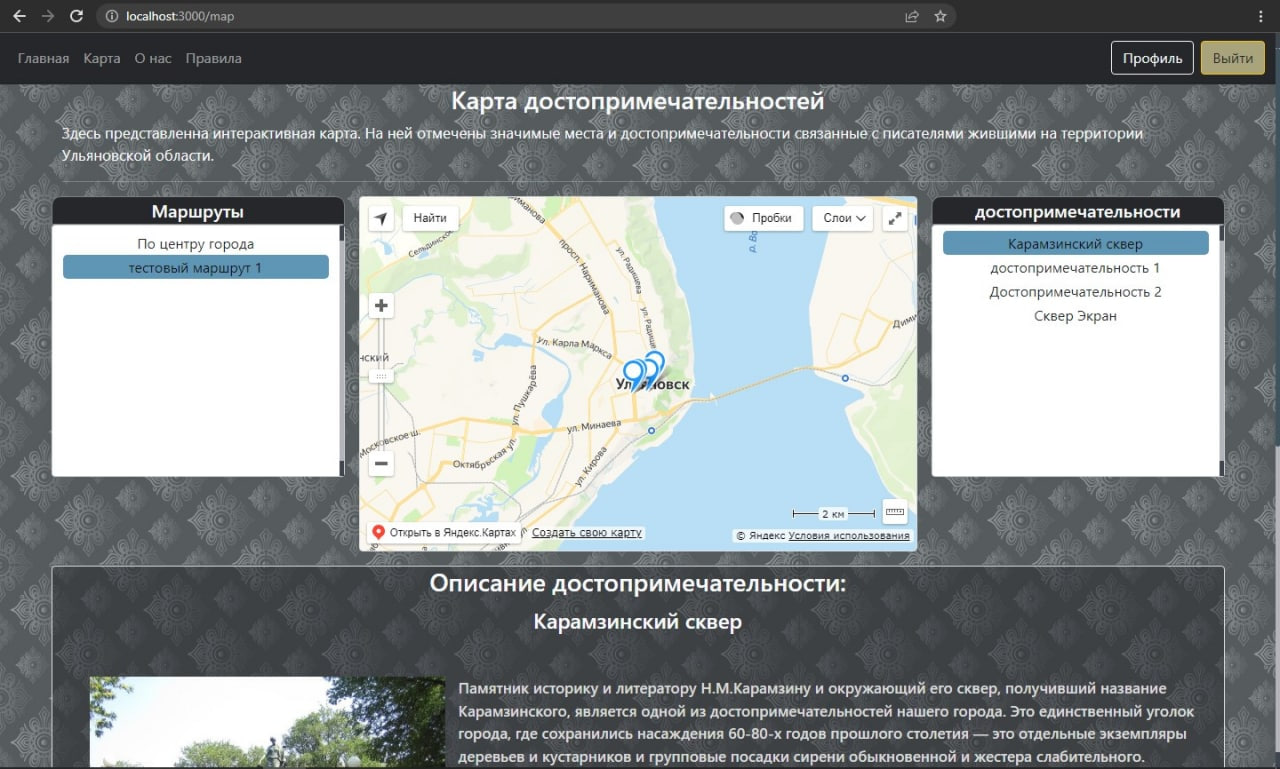 localhost:3000/map
Главная Карта О нас Правила Профиль Выйти
Карта достопримечательностей
Здесь представленна интерактивная карта. На ней отмечены значимые места и достопримечательности связанные с писателями жившими на территории
Ульяновской области.
Маршруты
По центру города
тестовый маршрут 1
Найти
Пробки
Слои
просп. Нариманова
ул. Радищева
ул. Карла Маркса
ул. Пушкарёва
Ульяновск
ул. Минаева
Московское ш.
Октябрьская ул.
ул. Кирова
2 км
Открыть в Яндекс.Картах
Создать свою карту
© Яндекс Условия использования
достопримечательности
Карамзинский сквер
достопримечательность 1
Достопримечательность 2
Сквер Экран
Описание достопримечательности:
Карамзинский сквер
Памятник историку и литератору Н.М.Карамзину и окружающий его сквер, получивший название
Карамзинского, является одной из достопримечательностей нашего города. Это единственный уголок
города, где сохранились насаждения 60-80-х годов прошлого столетия — это отдельные экземпляры
деревьев и кустарников и групповые посадки сирени обыкновенной и жестера слабительного.